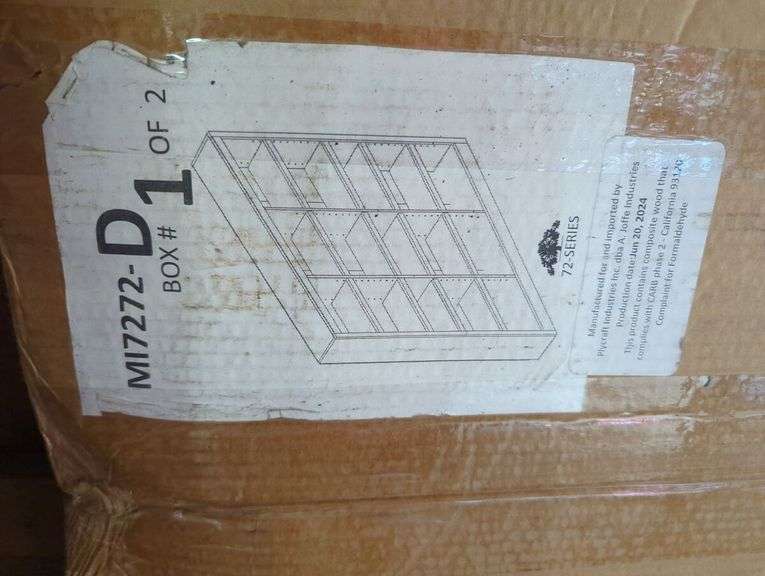 MI7272-D
BOX # 1 OF 2
72-SERIES
Manufactured for and imported by
Plycraft Industries Inc. dba A. Joffe Industries
Production date:Jun 20, 2024
This product contains composite wood that
complies with CARB phase 2 - California 93120
Complaint for Formaldehyde